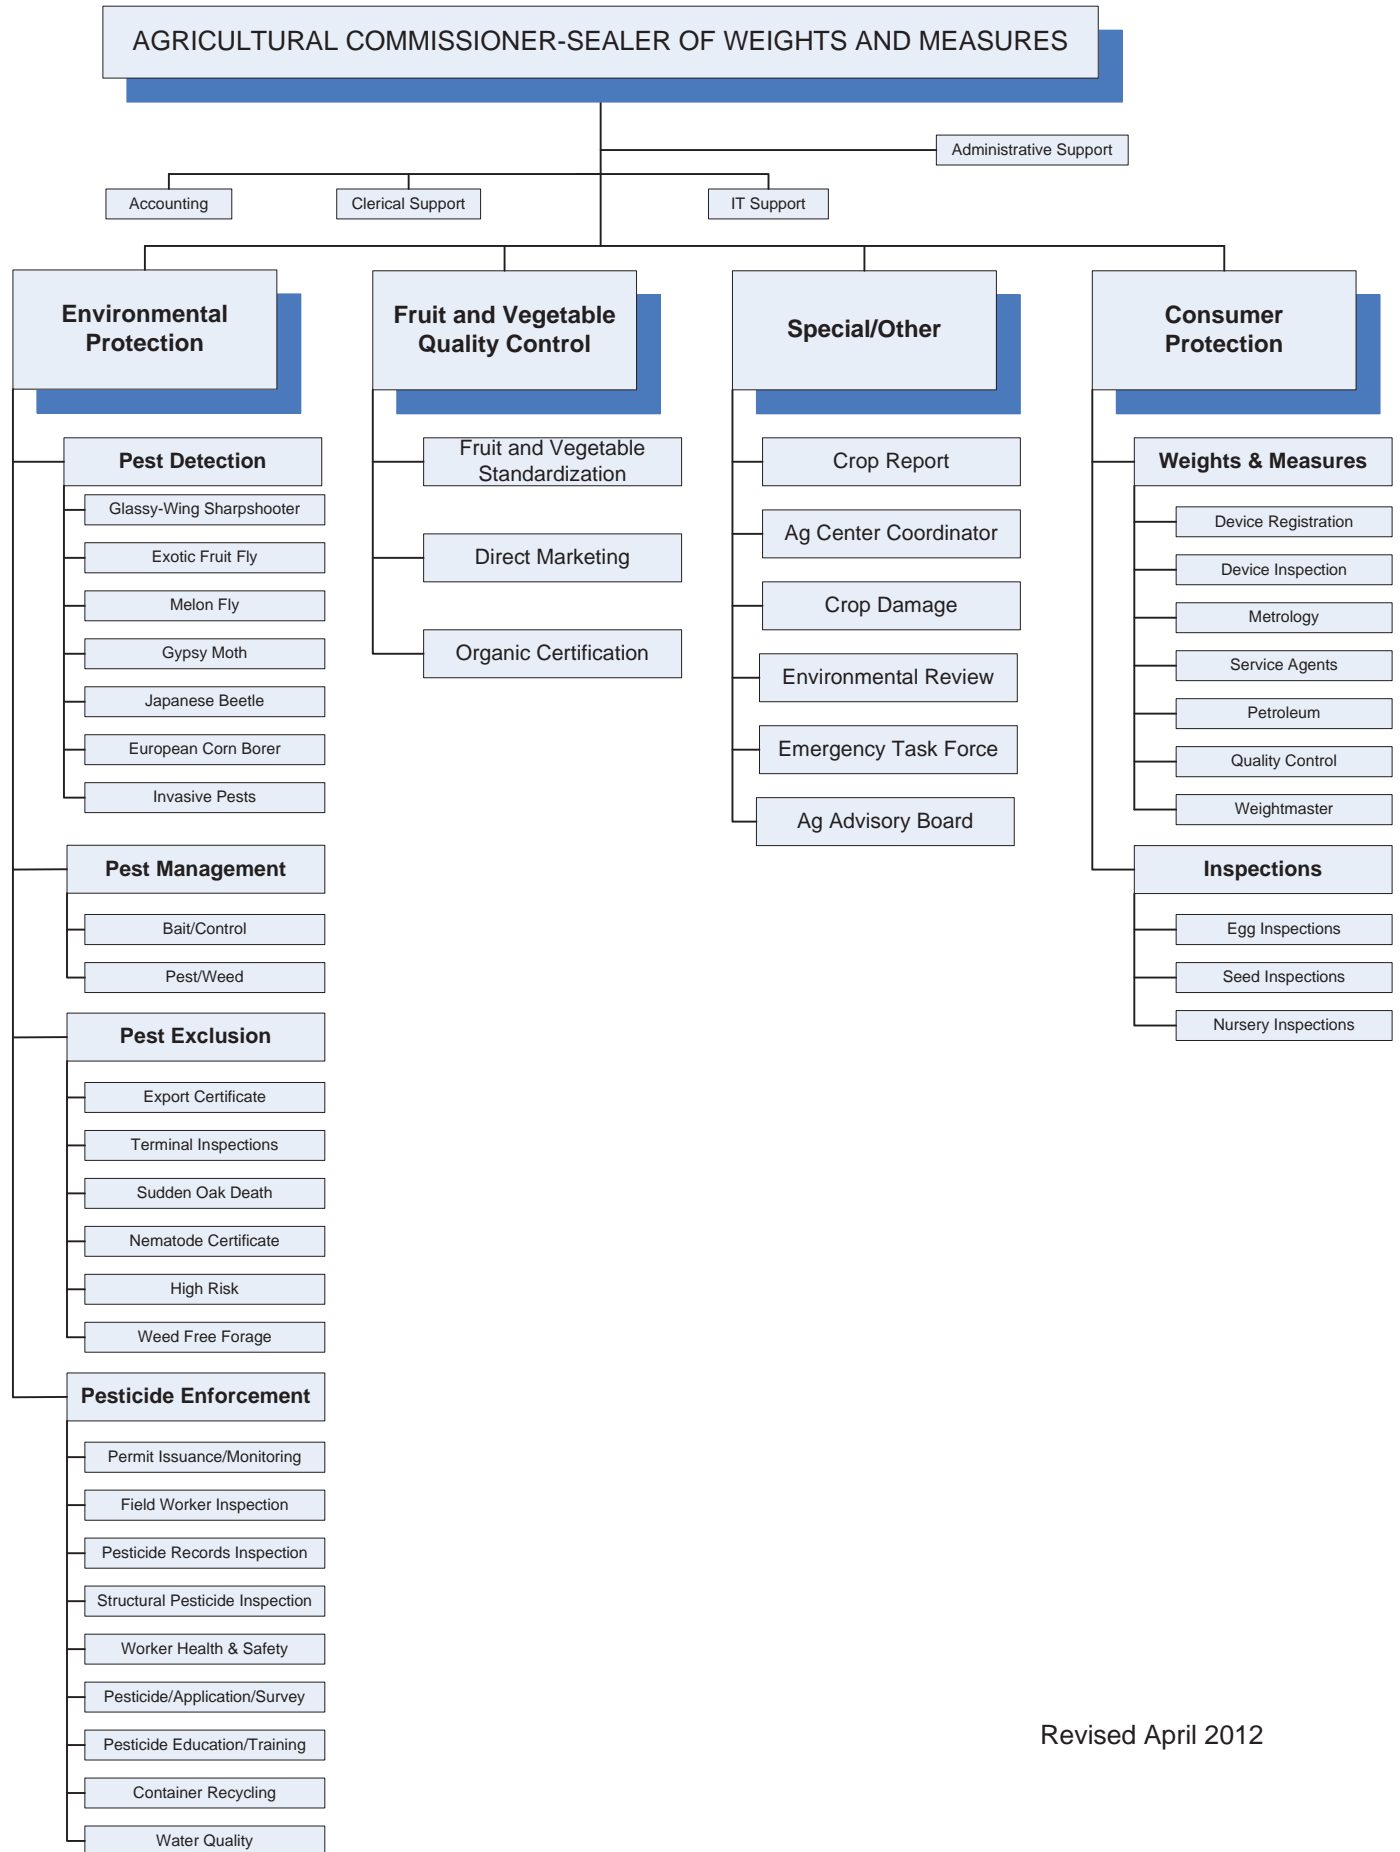 AGRICULTURAL COMMISSIONER-SEALER OF WEIGHTS AND MEASURES
Administrative Support
Accounting
Clerical Support
IT Support
Environmental
Protection
Pest Detection
Glassy-Wing Sharpshooter
Exotic Fruit Fly
Melon Fly
Gypsy Moth
Japanese Beetle
European Corn Borer
Invasive Pests
Pest Management
Bait/Control
Pest/Weed
Pest Exclusion
Export Certificate
Terminal Inspections
Sudden Oak Death
Nematode Certificate
High Risk
Weed Free Forage
Pesticide Enforcement
Permit Issuance/Monitoring
Field Worker Inspection
Pesticide Records Inspection
Structural Pesticide Inspection
Worker Health & Safety
Pesticide/Application/Survey
Pesticide Education/Training
Container Recycling
Water Quality
Fruit and Vegetable
Quality Control
Fruit and Vegetable
Standardization
Direct Marketing
Organic Certification
Special/Other
Crop Report
Ag Center Coordinator
Crop Damage
Environmental Review
Emergency Task Force
Ag Advisory Board
Consumer
Protection
Weights & Measures
Device Registration
Device Inspection
Metrology
Service Agents
Petroleum
Quality Control
Weightmaster
Inspections
Egg Inspections
Seed Inspections
Nursery Inspections
Revised April 2012